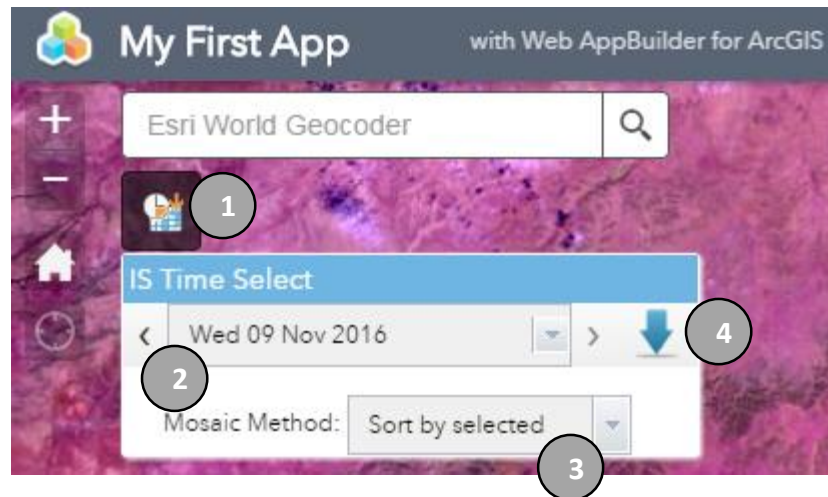 My First App with Web AppBuilder for ArcGIS
+
Esri World Geocoder
−
1
IS Time Select
‹ Wed 09 Nov 2016 › 4
2
Mosaic Method: Sort by selected
3